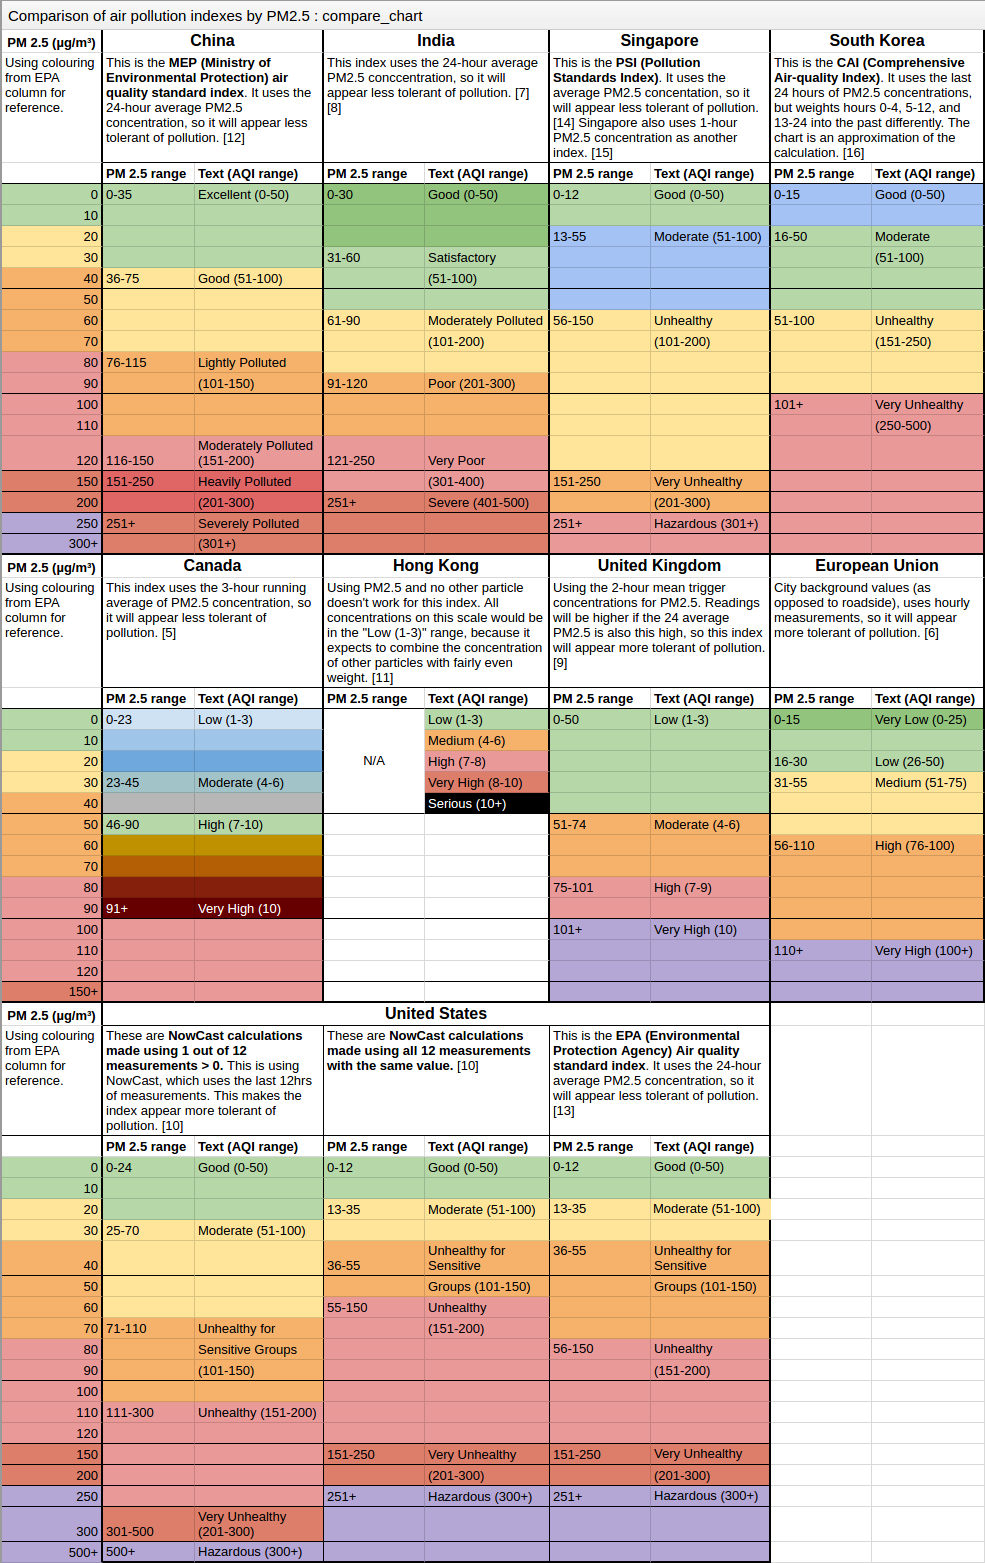 Comparison of air pollution indexes by PM2.5 : compare_chart
PM 2.5 (µg/m³) China India Singapore South Korea
Using colouring
from EPA
column for
reference.
This is the MEP (Ministry of
Environmental Protection) air
quality standard index. It uses the
24-hour average PM2.5
concentration, so it will appear less
tolerant of pollution. [12]
This index uses the 24-hour average
PM2.5 conccentration, so it will
appear less tolerant of pollution. [7]
[8]
This is the PSI (Pollution
Standards Index). It uses the
average PM2.5 concentation, so it
will appear less tolerant of pollution.
[14] Singapore also uses 1-hour
PM2.5 concentration as another
index. [15]
This is the CAI (Comprehensive
Air-quality Index). It uses the last
24 hours of PM2.5 concentrations,
but weights hours 0-4, 5-12, and
13-24 into the past differently. The
chart is an approximation of the
calculation. [16]
PM 2.5 range Text (AQI range) PM 2.5 range Text (AQI range) PM 2.5 range Text (AQI range) PM 2.5 range Text (AQI range)
0 0-35 Excellent (0-50) 0-30 Good (0-50) 0-12 Good (0-50) 0-15 Good (0-50)
10
20 13-55 Moderate (51-100) 16-50 Moderate
30 31-60 Satisfactory (51-100)
40 36-75 Good (51-100) (51-100)
50
60 61-90 Moderately Polluted 56-150 Unhealthy 51-100 Unhealthy
70 (101-200) (101-200) (151-250)
80 76-115 Lightly Polluted
90 (101-150) 91-120 Poor (201-300)
100 101+ Very Unhealthy
110 (250-500)
Moderately Polluted
120 116-150 (151-200) 121-250 Very Poor
150 151-250 Heavily Polluted (301-400) 151-250 Very Unhealthy
200 (201-300) 251+ Severe (401-500) (201-300)
250 251+ Severely Polluted 251+ Hazardous (301+)
300+ (301+)
PM 2.5 (µg/m³) Canada Hong Kong United Kingdom European Union
Using colouring
from EPA
column for
reference.
This index uses the 3-hour running
average of PM2.5 concentration, so
it will appear less tolerant of
pollution. [5]
Using PM2.5 and no other particle
doesn't work for this index. All
concentrations on this scale would be
in the "Low (1-3)" range, because it
expects to combine the concentration
of other particles with fairly even
weight. [11]
Using the 2-hour mean trigger
concentrations for PM2.5. Readings
will be higher if the 24 average
PM2.5 is also this high, so this index
will appear more tolerant of pollution.
[9]
City background values (as
opposed to roadside), uses hourly
measurements, so it will appear
more tolerant of pollution. [6]
PM 2.5 range Text (AQI range) PM 2.5 range Text (AQI range) PM 2.5 range Text (AQI range) PM 2.5 range Text (AQI range)
0 0-23 Low (1-3) Low (1-3) 0-50 Low (1-3) 0-15 Very Low (0-25)
10 Medium (4-6)
20 N/A High (7-8) 16-30 Low (26-50)
30 23-45 Moderate (4-6) Very High (8-10) 31-55 Medium (51-75)
40 Serious (10+)
50 46-90 High (7-10) 51-74 Moderate (4-6)
60 56-110 High (76-100)
70
80 75-101 High (7-9)
90 91+ Very High (10)
100 101+ Very High (10)
110 110+ Very High (100+)
120
150+
PM 2.5 (µg/m³) United States
Using colouring
from EPA
column for
reference.
These are NowCast calculations
made using 1 out of 12
measurements > 0. This is using
NowCast, which uses the last 12hrs
of measurements. This makes the
index appear more tolerant of
pollution. [10]
These are NowCast calculations
made using all 12 measurements
with the same value. [10]
This is the EPA (Environmental
Protection Agency) Air quality
standard index. It uses the 24-hour
average PM2.5 concentration, so it
will appear less tolerant of pollution.
[13]
PM 2.5 range Text (AQI range) PM 2.5 range Text (AQI range) PM 2.5 range Text (AQI range)
0 0-24 Good (0-50) 0-12 Good (0-50) 0-12 Good (0-50)
10
20 13-35 Moderate (51-100) 13-35 Moderate (51-100)
30 25-70 Moderate (51-100)
Unhealthy for 36-55 Unhealthy for
40 36-55 Sensitive Sensitive
50 Groups (101-150) Groups (101-150)
60 55-150 Unhealthy
70 71-110 Unhealthy for (151-200)
80 Sensitive Groups 56-150 Unhealthy
90 (101-150) (151-200)
100
110 111-300 Unhealthy (151-200)
120
150 151-250 Very Unhealthy 151-250 Very Unhealthy
200 (201-300) (201-300)
250 251+ Hazardous (300+) 251+ Hazardous (300+)
Very Unhealthy
300 301-500 (201-300)
500+ 500+ Hazardous (300+)